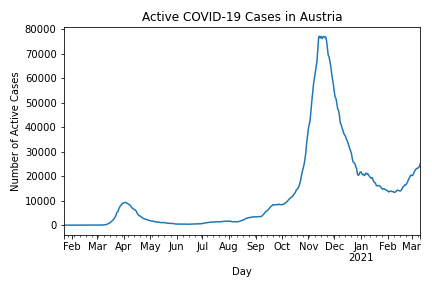 Active COVID-19 Cases in Austria
80000
70000
60000
50000
40000
30000
20000
10000
0
Number of Active Cases
Feb Mar Apr May Jun Jul Aug Sep Oct Nov Dec Jan Feb Mar
2021
Day